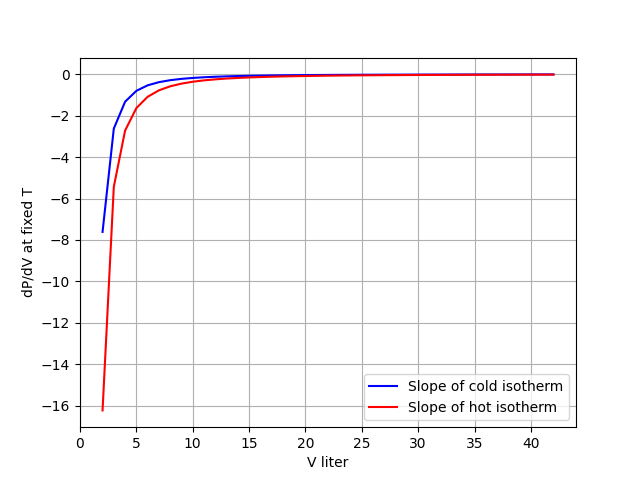 0
−2
−4
−6
−8
−10
−12
−14
−16
dP/dV at fixed T
Slope of cold isotherm
Slope of hot isotherm
0 5 10 15 20 25 30 35 40
V liter